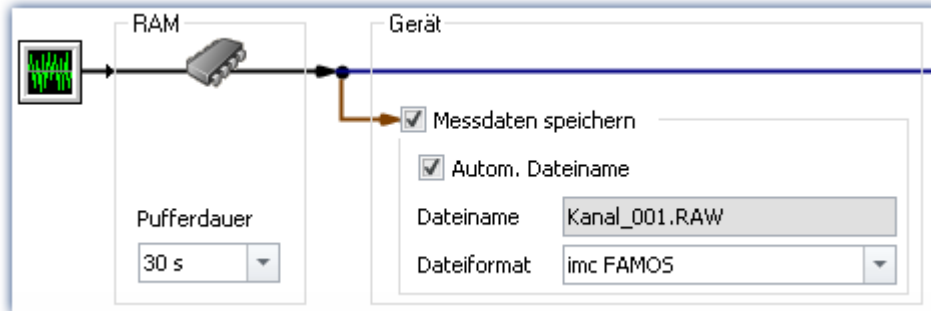 RAM
Gerät
Messdaten speichern
Autom. Dateiname
Pufferdauer
Dateiname Kanal_001.RAW
30 s
Dateiformat imc FAMOS